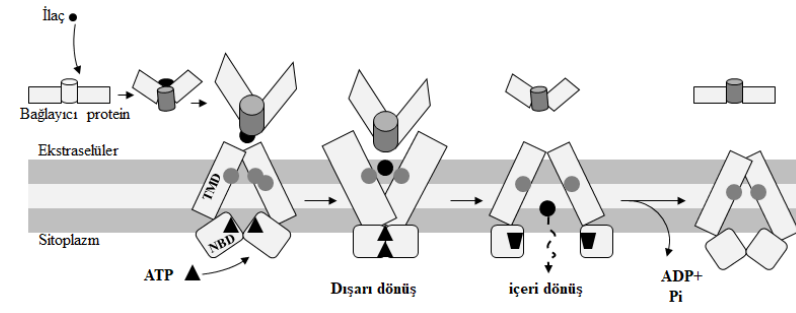 İlaç
Bağlayıcı protein
Ekstraselüler
TMD
NBD
Sitoplazm
ATP
Dışarı dönüş
içeri dönüş
ADP+
Pi